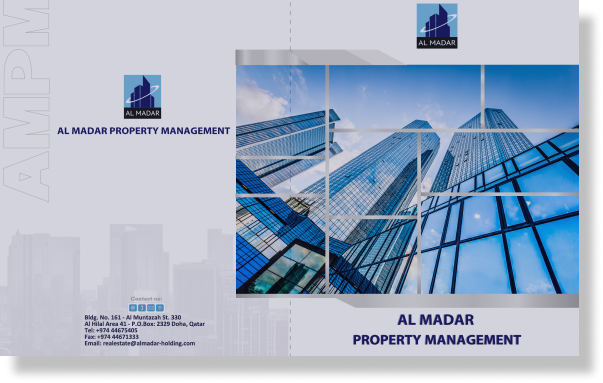 AMPM
AL MADAR
AL MADAR PROPERTY MANAGEMENT
Contact us:
Bldg. No. 161 - Al Muntazah St. 330
Al Hilal Area 41 - P.O.Box: 2329 Doha, Qatar
Tel: +974 44675405
Fax: +974 44671333
Email: realestate@almadar-holding.com
AL MADAR
AL MADAR
PROPERTY MANAGEMENT